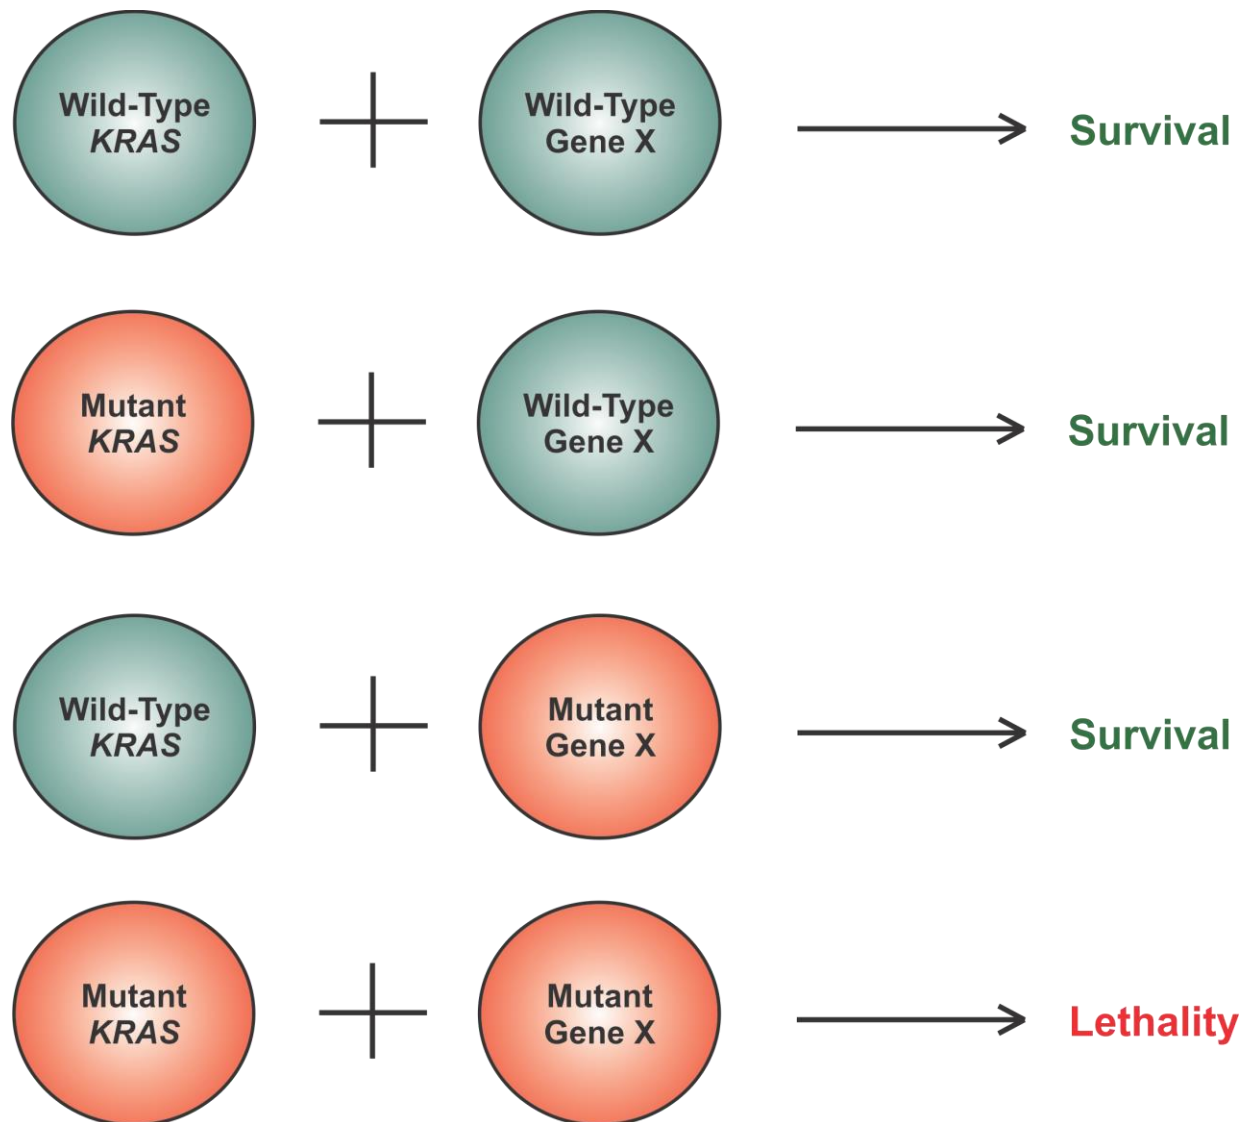 Wild-Type
KRAS
Wild-Type
Gene X
Survival
Mutant
KRAS
Wild-Type
Gene X
Survival
Wild-Type
KRAS
Mutant
Gene X
Survival
Mutant
KRAS
Mutant
Gene X
Lethality